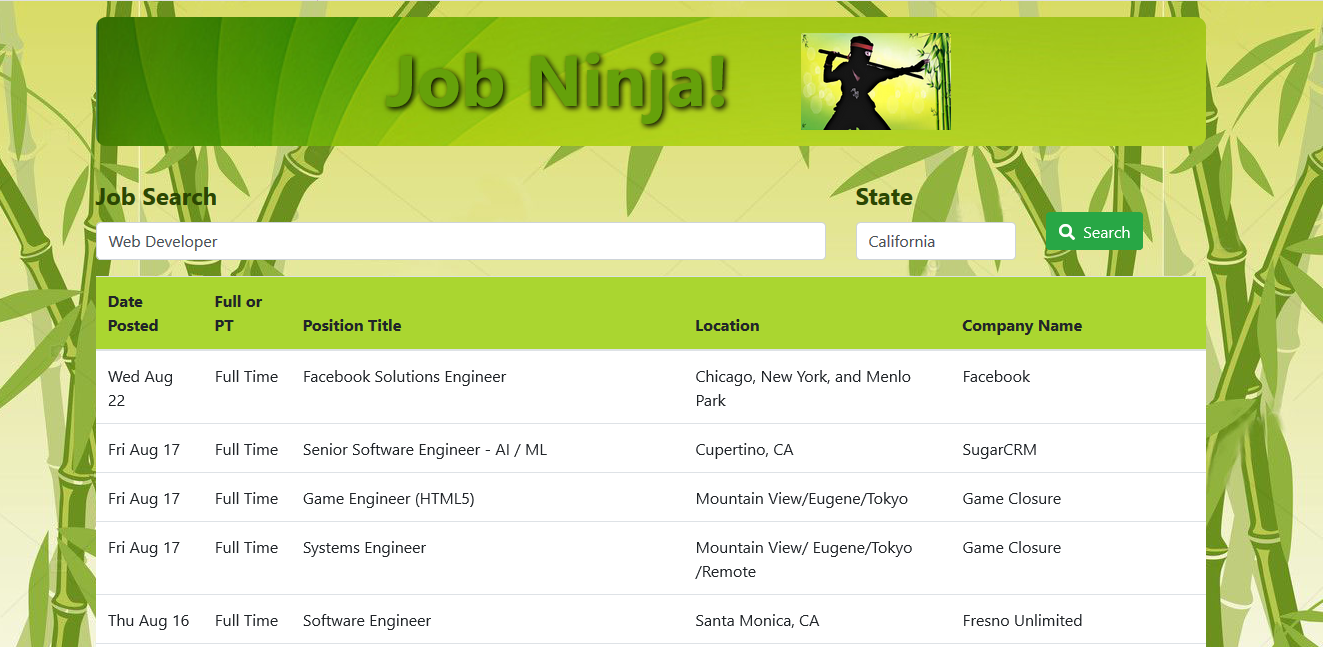 Job Ninja!
Job Search
State
Web Developer
California
Search
Date Posted Full or PT Position Title Location Company Name
Wed Aug 22 Full Time Facebook Solutions Engineer Chicago, New York, and Menlo Park Facebook
Fri Aug 17 Full Time Senior Software Engineer - AI / ML Cupertino, CA SugarCRM
Fri Aug 17 Full Time Game Engineer (HTML5) Mountain View/Eugene/Tokyo Game Closure
Fri Aug 17 Full Time Systems Engineer Mountain View/ Eugene/Tokyo /Remote Game Closure
Thu Aug 16 Full Time Software Engineer Santa Monica, CA Fresno Unlimited